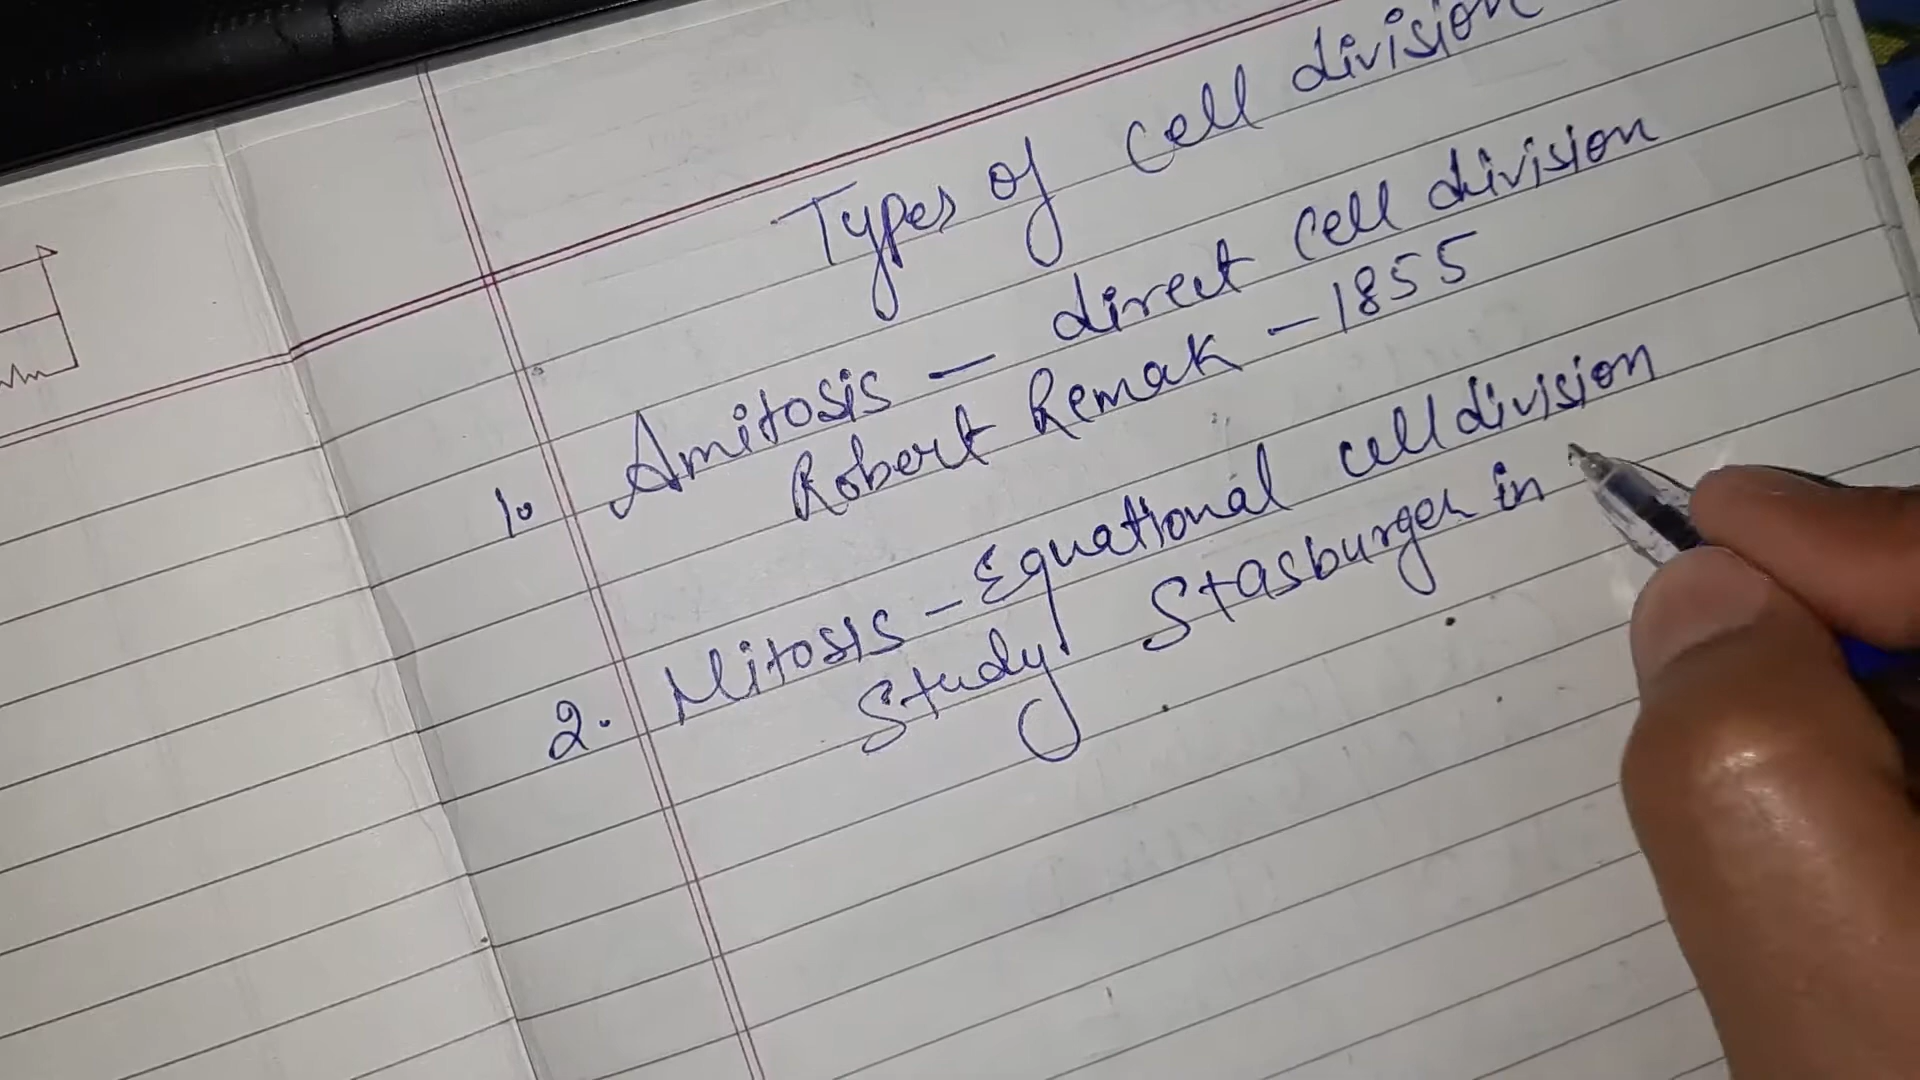 Types of cell division
1. Amitosis – direct cell division
Robert Remak – 1855
2. Mitosis – Equational cell division
Study Stasburger in